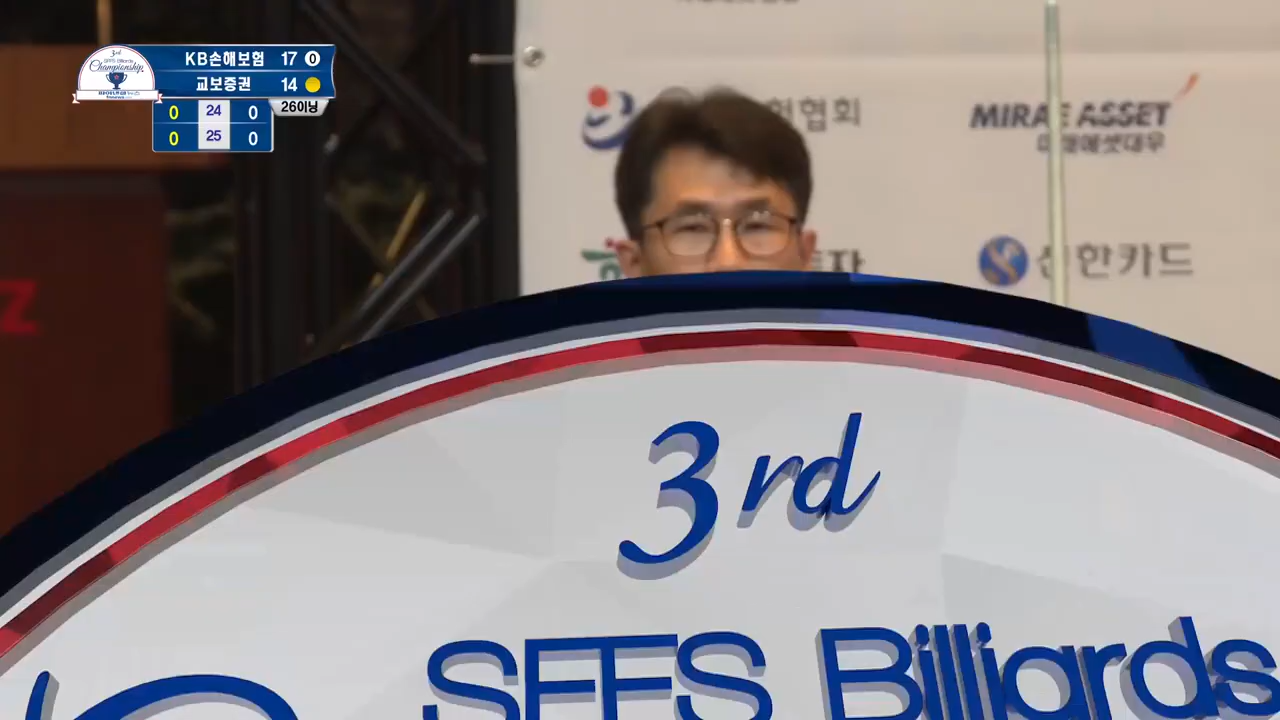 3rd
Championship
KB손해보험 17 0
교보증권 14
26이닝
0 24 0
0 25 0
험협회
MIRAE ASSET
미래에셋대우
신한카드
Z
3rd
SFFS Billiards